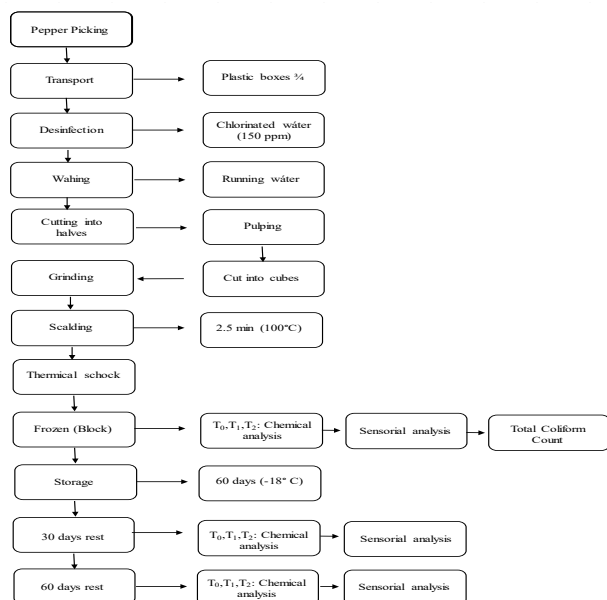 Pepper Picking
Transport
Plastic boxes ¾
Desinfection
Chlorinated wáter
(150 ppm)
Wahing
Running wáter
Cutting into
halves
Pulping
Grinding
Cut into cubes
Scalding
2.5 min (100°C)
Thermical schock
Frozen (Block)
T₀,T₁,T₂: Chemical
analysis
Sensorial analysis
Total Coliform
Count
Storage
60 days (-18° C)
30 days rest
T₀,T₁,T₂: Chemical
analysis
Sensorial analysis
60 days rest
T₀,T₁,T₂: Chemical
analysis
Sensorial analysis